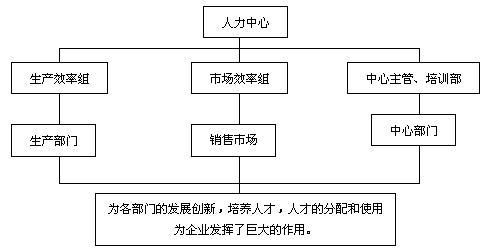 人力中心
生产效率组
市场效率组
中心主管、培训部
生产部门
销售市场
中心部门
为各部门的发展创新，培养人才，人才的分配和使用
为企业发挥了巨大的作用。